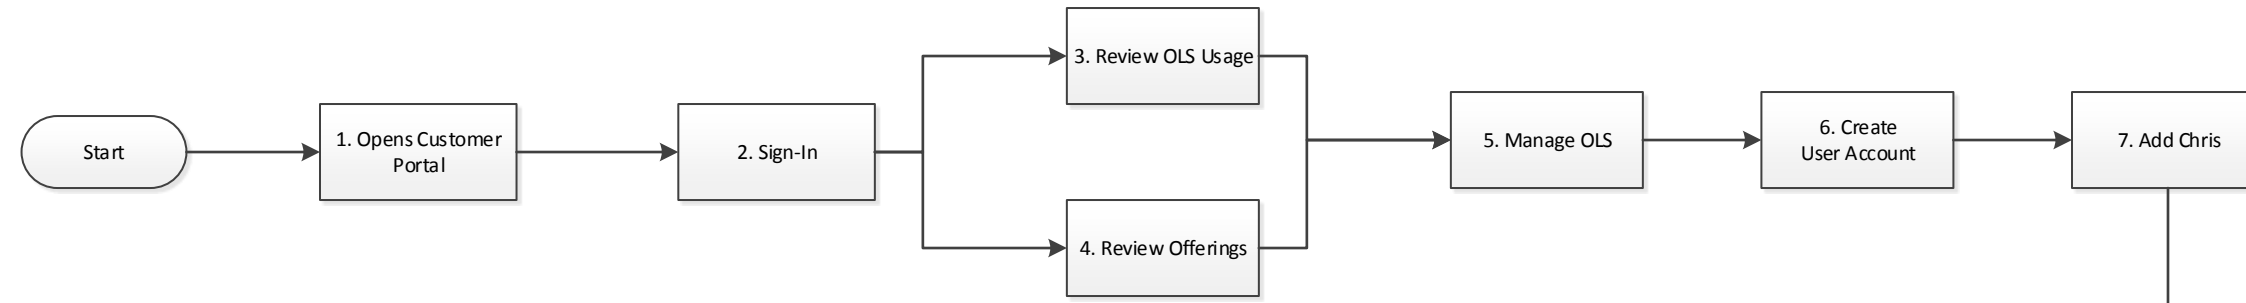 Start
1. Opens Customer
Portal
2. Sign-In
3. Review OLS Usage
4. Review Offerings
5. Manage OLS
6. Create
User Account
7. Add Chris